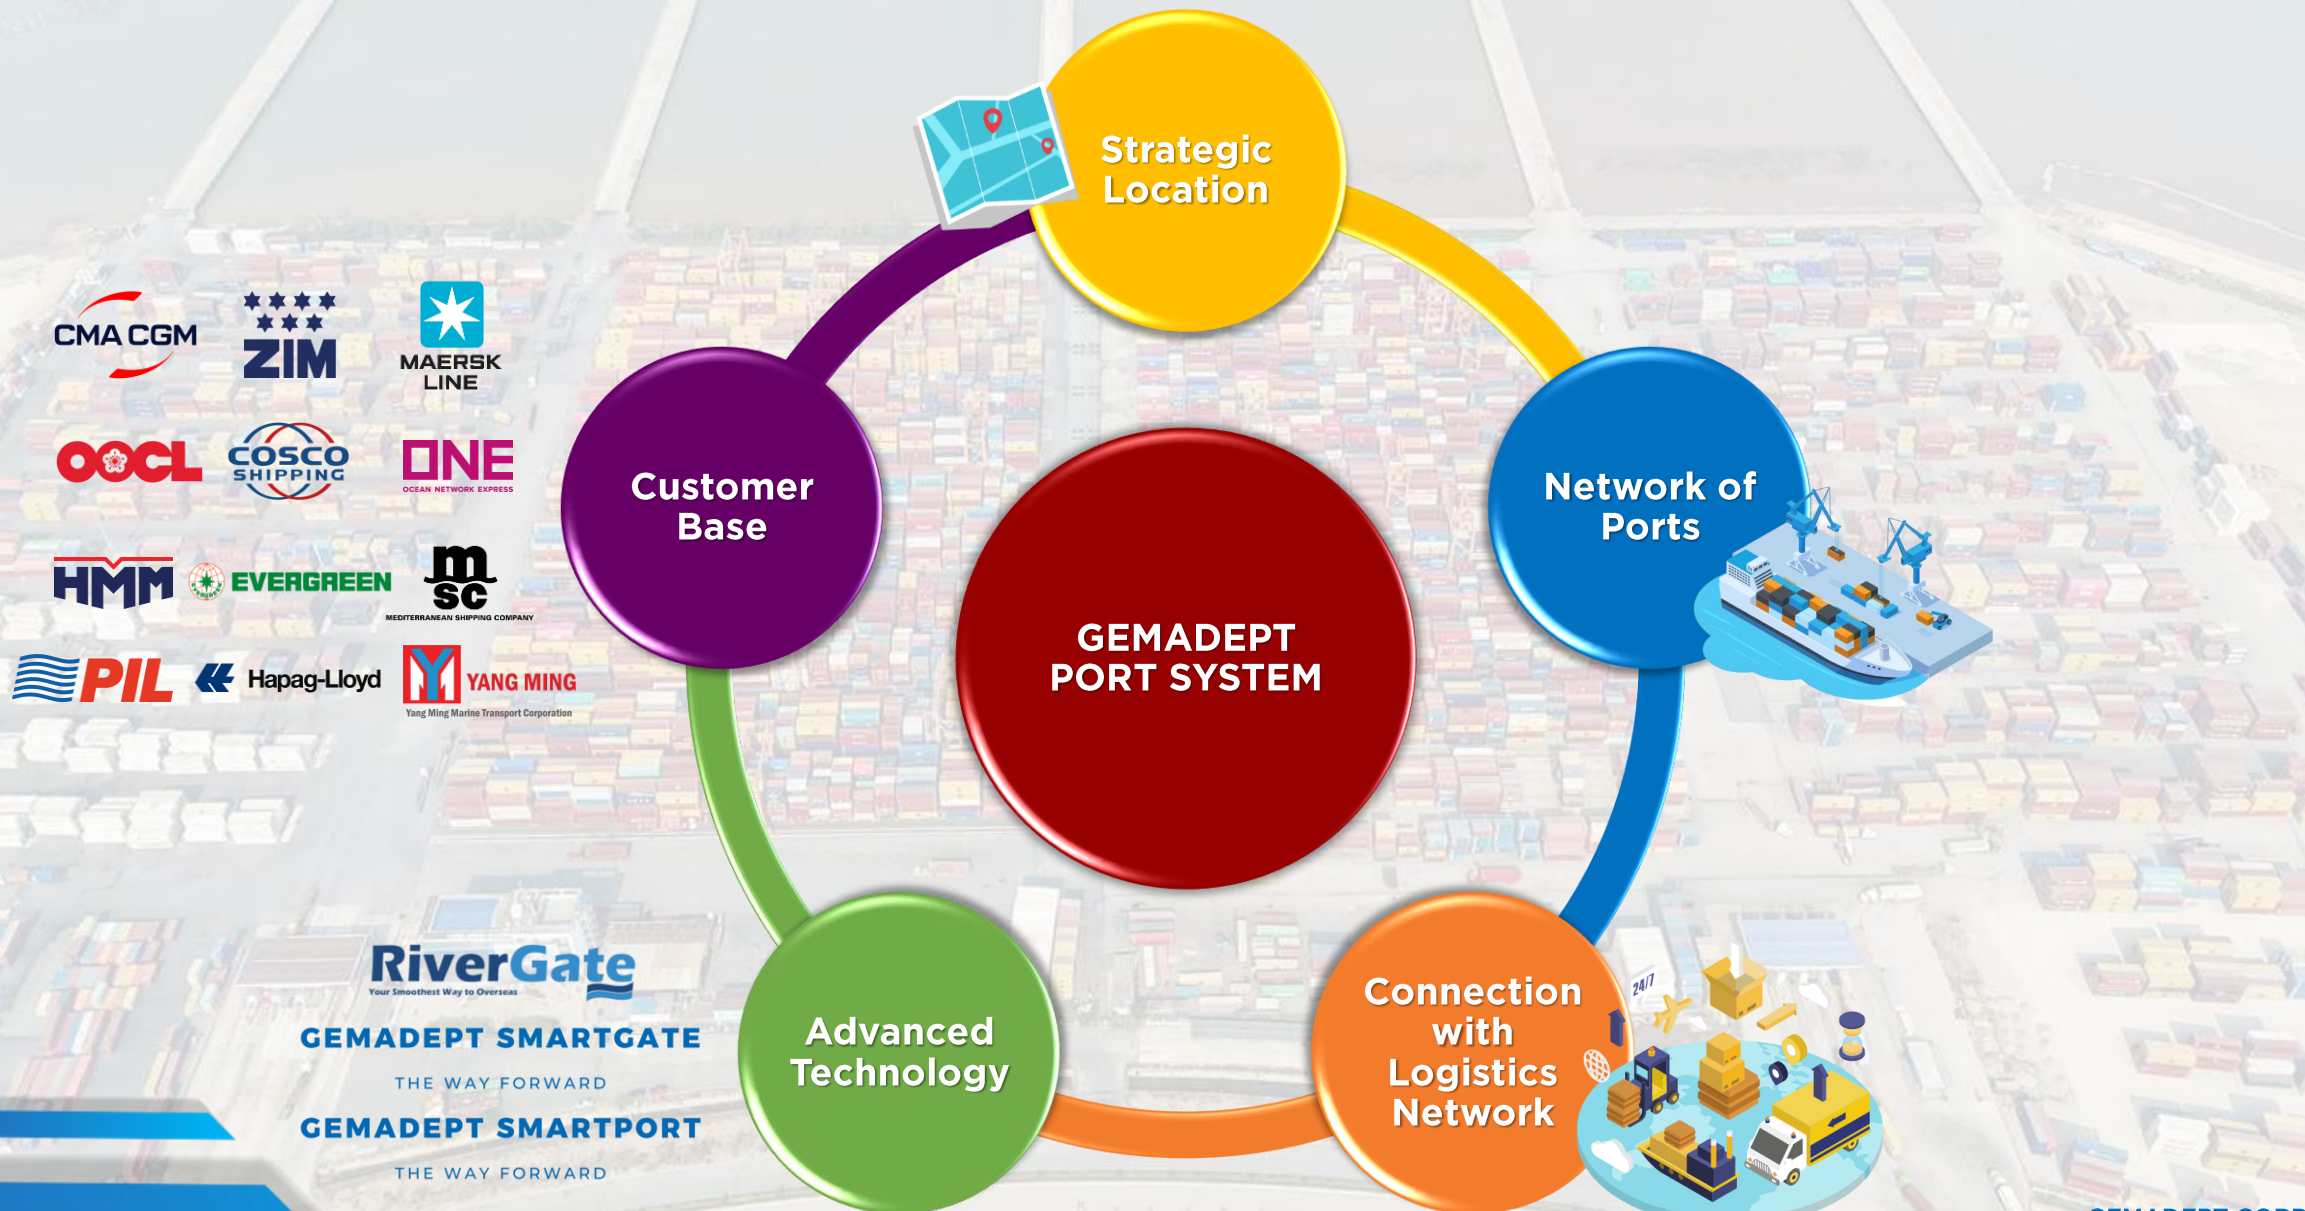 Strategic
Location
CMA CGM
ZIM
MAERSK
LINE
OOCL
COSCO
SHIPPING
ONE
OCEAN NETWORK EXPRESS
Customer
Base
Network of
Ports
HMM
EVERGREEN
msc
MEDITERRANEAN SHIPPING COMPANY
GEMADEPT
PORT SYSTEM
PIL
Hapag-Lloyd
YM
YANG MING
Yang Ming Marine Transport Corporation
RiverGate
Your Smoothest Way to Overseas
GEMADEPT SMARTGATE
THE WAY FORWARD
GEMADEPT SMARTPORT
THE WAY FORWARD
Advanced
Technology
Connection
with
Logistics
Network
24/7